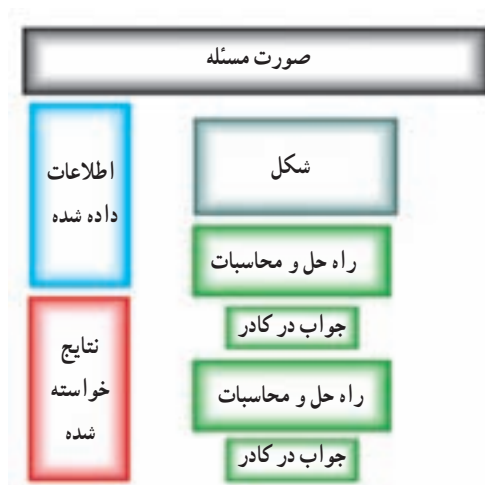 صورت مسئله
شکل
اطلاعات
داده شده
راه حل و محاسبات
جواب در کادر
نتایج
خواسته
شده
راه حل و محاسبات
جواب در کادر